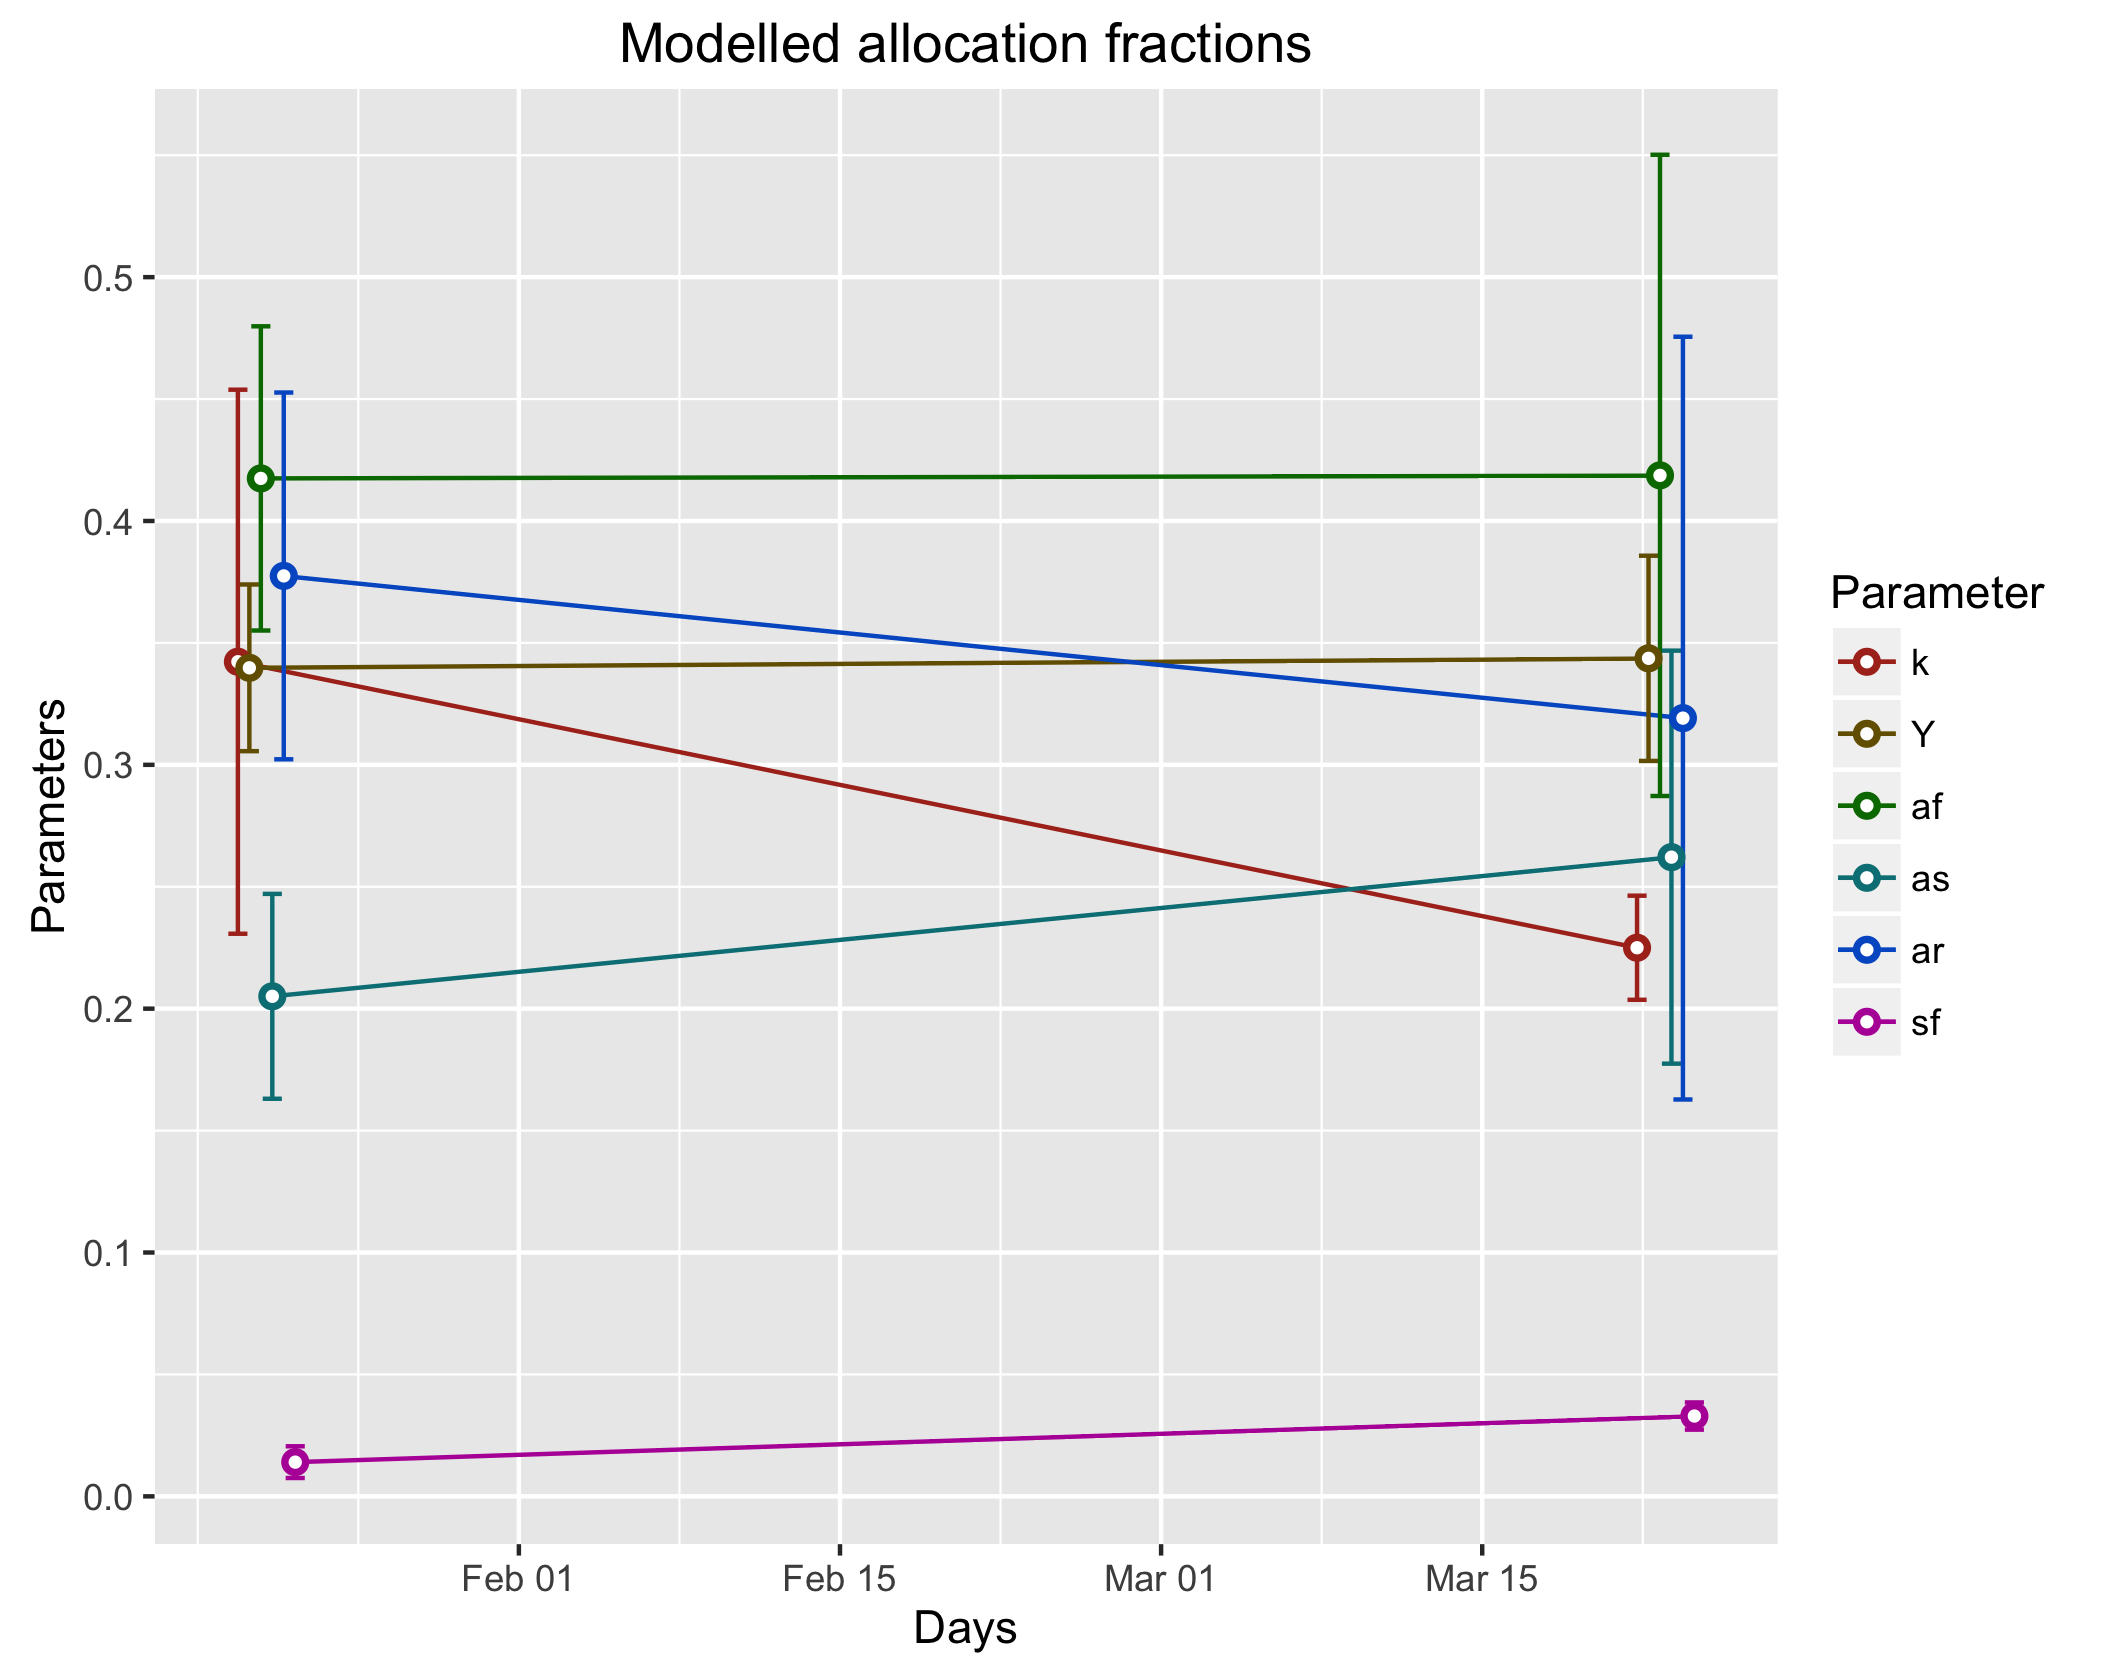 Modelled allocation fractions
Parameters
0.5
0.4
0.3
0.2
0.1
0.0
Feb 01 Feb 15 Mar 01 Mar 15
Days
Parameter
k
Y
af
as
ar
sf